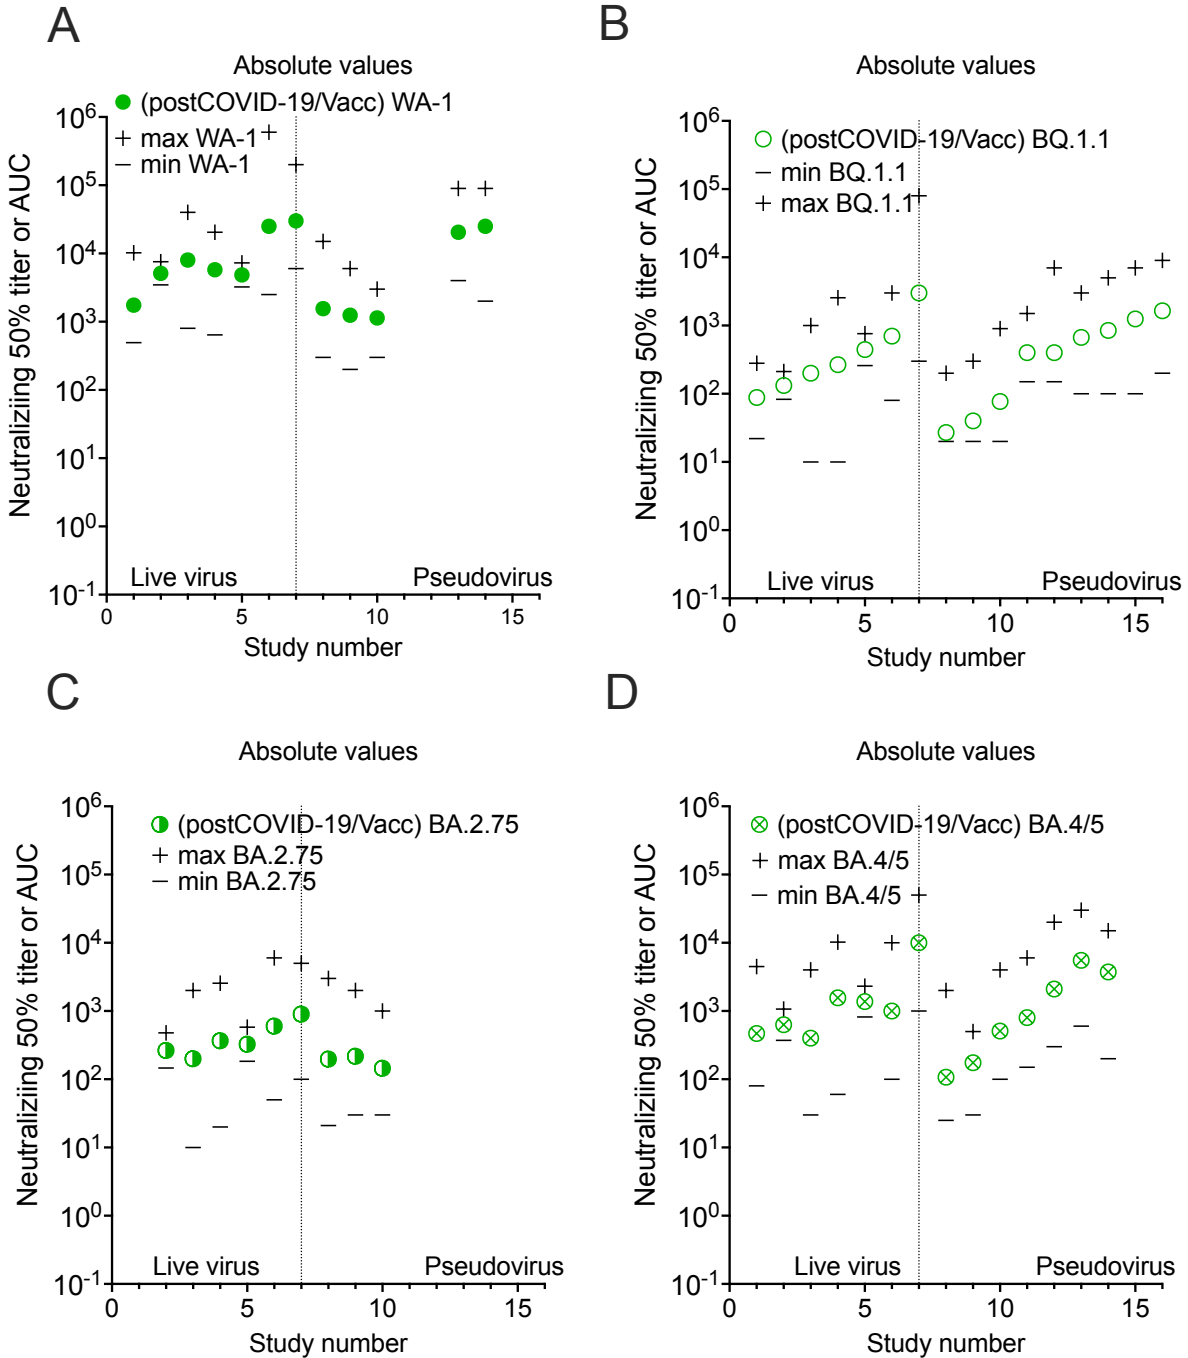 A
Absolute values
(postCOVID-19/Vacc) WA-1
max WA-1
min WA-1
10^6
10^5
10^4
10^3
10^2
10^1
10^0
10^-1
Neutraliziing 50% titer or AUC
Live virus
Pseudovirus
0 5 10 15
Study number
B
Absolute values
(postCOVID-19/Vacc) BQ.1.1
min BQ.1.1
max BQ.1.1
10^6
10^5
10^4
10^3
10^2
10^1
10^0
10^-1
Neutraliziing 50% titer or AUC
Live virus
Pseudovirus
0 5 10 15
Study number
C
Absolute values
(postCOVID-19/Vacc) BA.2.75
max BA.2.75
min BA.2.75
10^6
10^5
10^4
10^3
10^2
10^1
10^0
10^-1
Neutraliziing 50% titer or AUC
Live virus
Pseudovirus
0 5 10 15
Study number
D
Absolute values
(postCOVID-19/Vacc) BA.4/5
max BA.4/5
min BA.4/5
10^6
10^5
10^4
10^3
10^2
10^1
10^0
10^-1
Neutraliziing 50% titer or AUC
Live virus
Pseudovirus
0 5 10 15
Study number